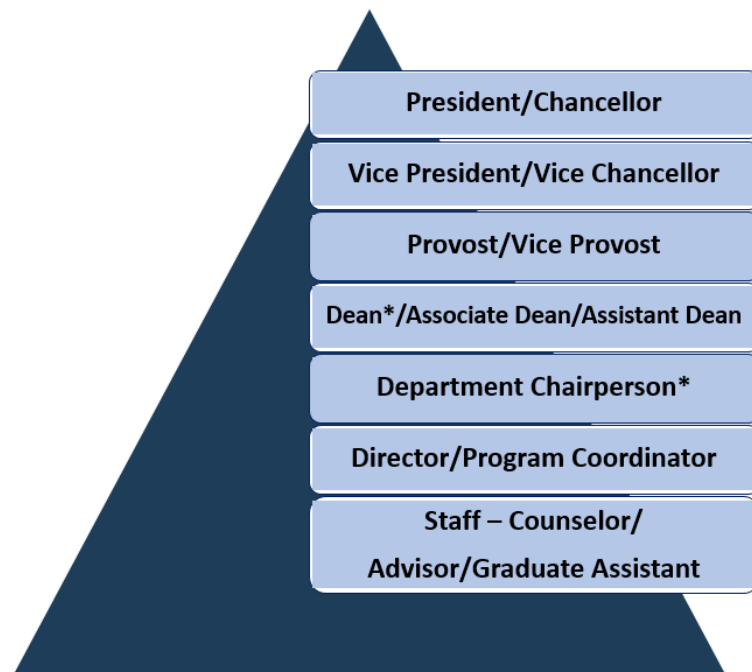 President/Chancellor
Vice President/Vice Chancellor
Provost/Vice Provost
Dean*/Associate Dean/Assistant Dean
Department Chairperson*
Director/Program Coordinator
Staff – Counselor/
Advisor/Graduate Assistant